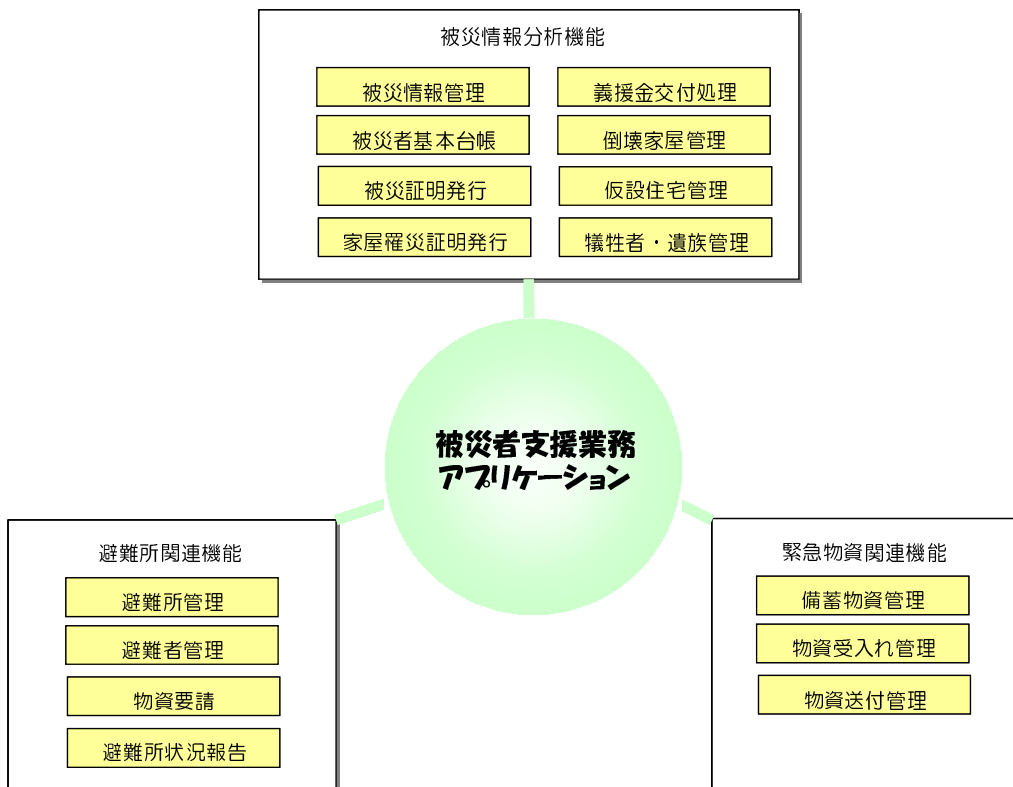 被災情報分析機能
被災情報管理
義援金交付処理
被災者基本台帳
倒壊家屋管理
被災証明発行
仮設住宅管理
家屋罹災証明発行
犠牲者・遺族管理
被災者支援業務
アプリケーション
避難所関連機能
避難所管理
避難者管理
物資要請
避難所状況報告
緊急物資関連機能
備蓄物資管理
物資受入れ管理
物資送付管理